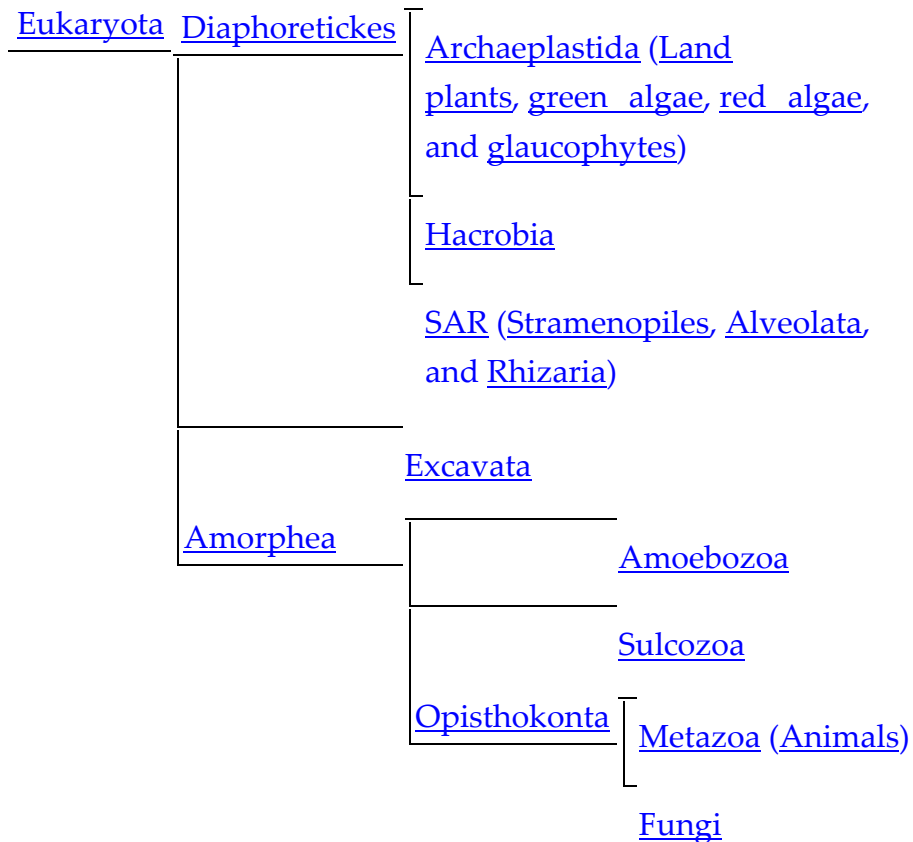 Eukaryota Diaphoretickes
Archaeplastida (Land
plants, green algae, red algae,
and glaucophytes)
Hacrobia
SAR (Stramenopiles, Alveolata,
and Rhizaria)
Excavata
Amorphea
Amoebozoa
Sulcozoa
Opisthokonta
Metazoa (Animals)
Fungi